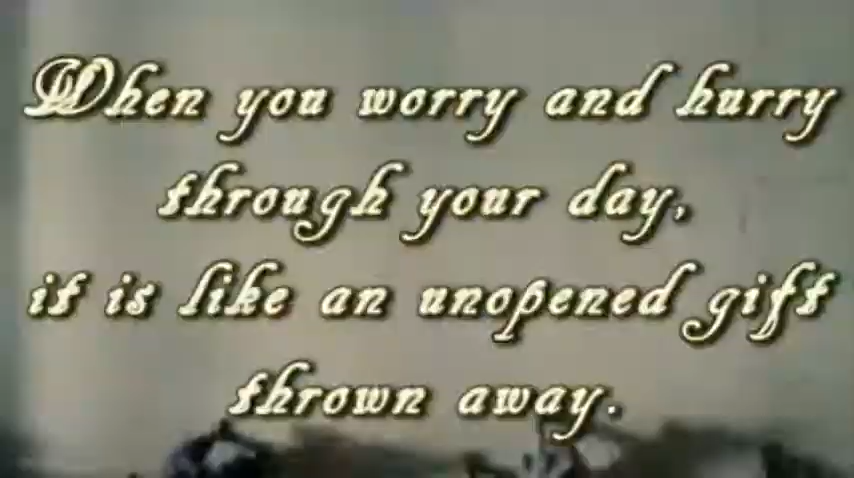 When you worry and hurry
through your day,
it is like an unopened gift
thrown away.